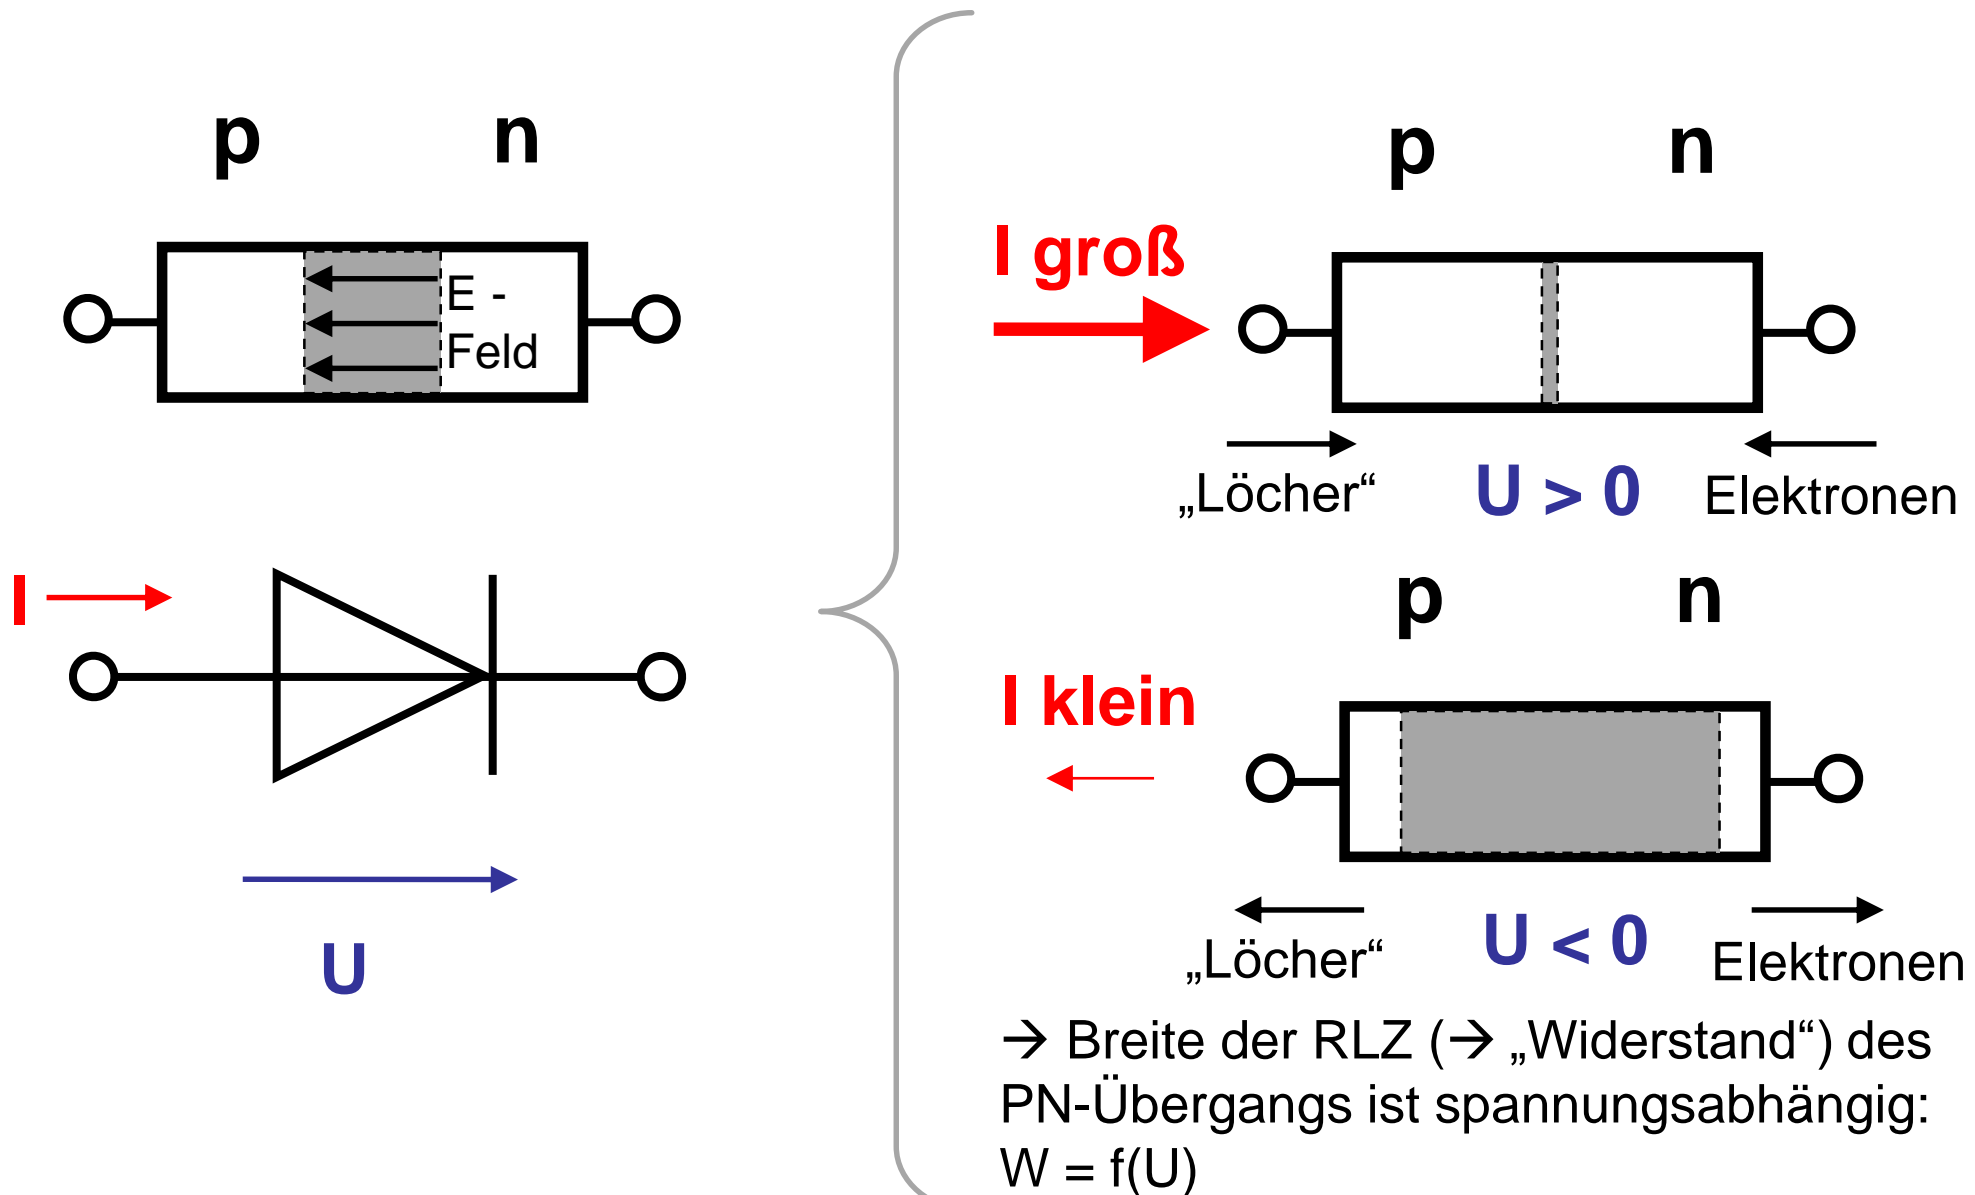 p n
E -
Feld
I
U
p n
I groß
„Löcher“ U > 0 Elektronen
p n
I klein
„Löcher“ U < 0 Elektronen
→ Breite der RLZ (→ „Widerstand“) des
PN-Übergangs ist spannungsabhängig:
W = f(U)